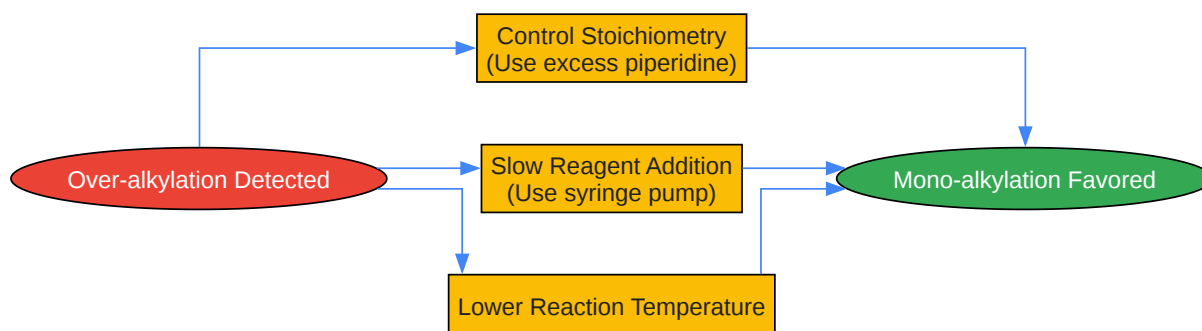 Control Stoichiometry
(Use excess piperidine)
Over-alkylation Detected
Slow Reagent Addition
(Use syringe pump)
Mono-alkylation Favored
Lower Reaction Temperature